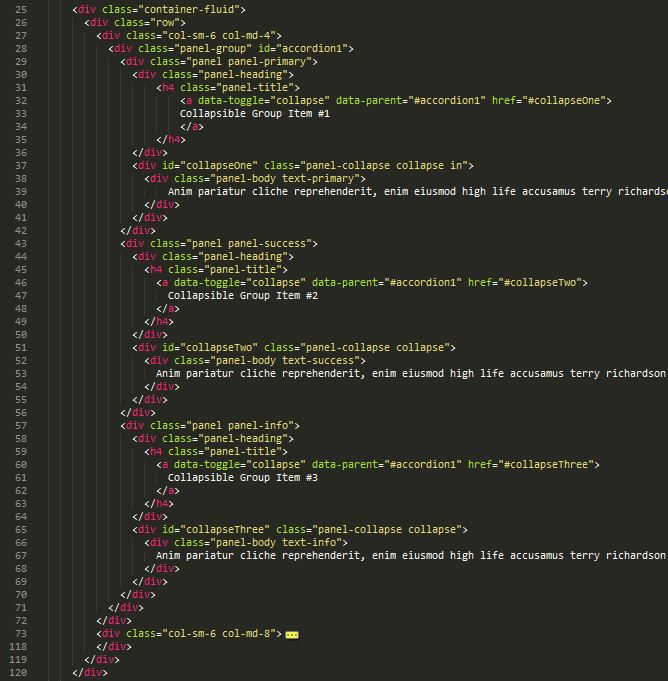 25 <div class="container-fluid">
26 <div class="row">
27 <div class="col-sm-6 col-md-4">
28 <div class="panel-group" id="accordion1">
29 <div class="panel panel-primary">
30 <div class="panel-heading">
31 <h4 class="panel-title">
32 <a data-toggle="collapse" data-parent="#accordion1" href="#collapseOne">
33 Collapsible Group Item #1
34 </a>
35 </h4>
36 </div>
37 <div id="collapseOne" class="panel-collapse collapse in">
38 <div class="panel-body text-primary">
39 Anim pariatur cliche reprehenderit, enim eiusmod high life accusamus terry richardso
40 </div>
41 </div>
42 </div>
43 <div class="panel panel-success">
44 <div class="panel-heading">
45 <h4 class="panel-title">
46 <a data-toggle="collapse" data-parent="#accordion1" href="#collapseTwo">
47 Collapsible Group Item #2
48 </a>
49 </h4>
50 </div>
51 <div id="collapseTwo" class="panel-collapse collapse">
52 <div class="panel-body text-success">
53 Anim pariatur cliche reprehenderit, enim eiusmod high life accusamus terry richardson
54 </div>
55 </div>
56 </div>
57 <div class="panel panel-info">
58 <div class="panel-heading">
59 <h4 class="panel-title">
60 <a data-toggle="collapse" data-parent="#accordion1" href="#collapseThree">
61 Collapsible Group Item #3
62 </a>
63 </h4>
64 </div>
65 <div id="collapseThree" class="panel-collapse collapse">
66 <div class="panel-body text-info">
67 Anim pariatur cliche reprehenderit, enim eiusmod high life accusamus terry richardson
68 </div>
69 </div>
70 </div>
71 </div>
72 </div>
73 <div class="col-sm-6 col-md-8">
118 </div>
119 </div>
120 </div>